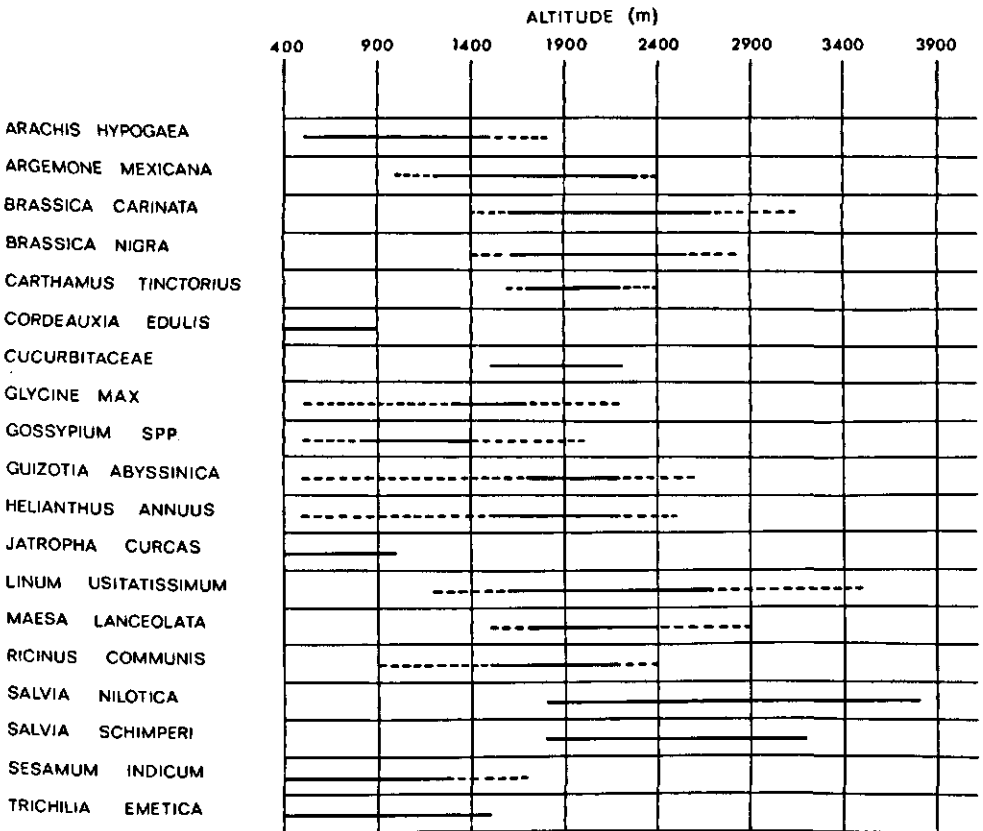 ALTITUDE (m)
400 900 1400 1900 2400 2900 3400 3900
ARACHIS HYPOGAEA
ARGEMONE MEXICANA
BRASSICA CARINATA
BRASSICA NIGRA
CARTHAMUS TINCTORIUS
CORDEAUXIA EDULIS
CUCURBITACEAE
GLYCINE MAX
GOSSYPIUM SPP.
GUIZOTIA ABYSSINICA
HELIANTHUS ANNUUS
JATROPHA CURCAS
LINUM USITATISSIMUM
MAESA LANCEOLATA
RICINUS COMMUNIS
SALVIA NILOTICA
SALVIA SCHIMPERI
SESAMUM INDICUM
TRICHILIA EMETICA